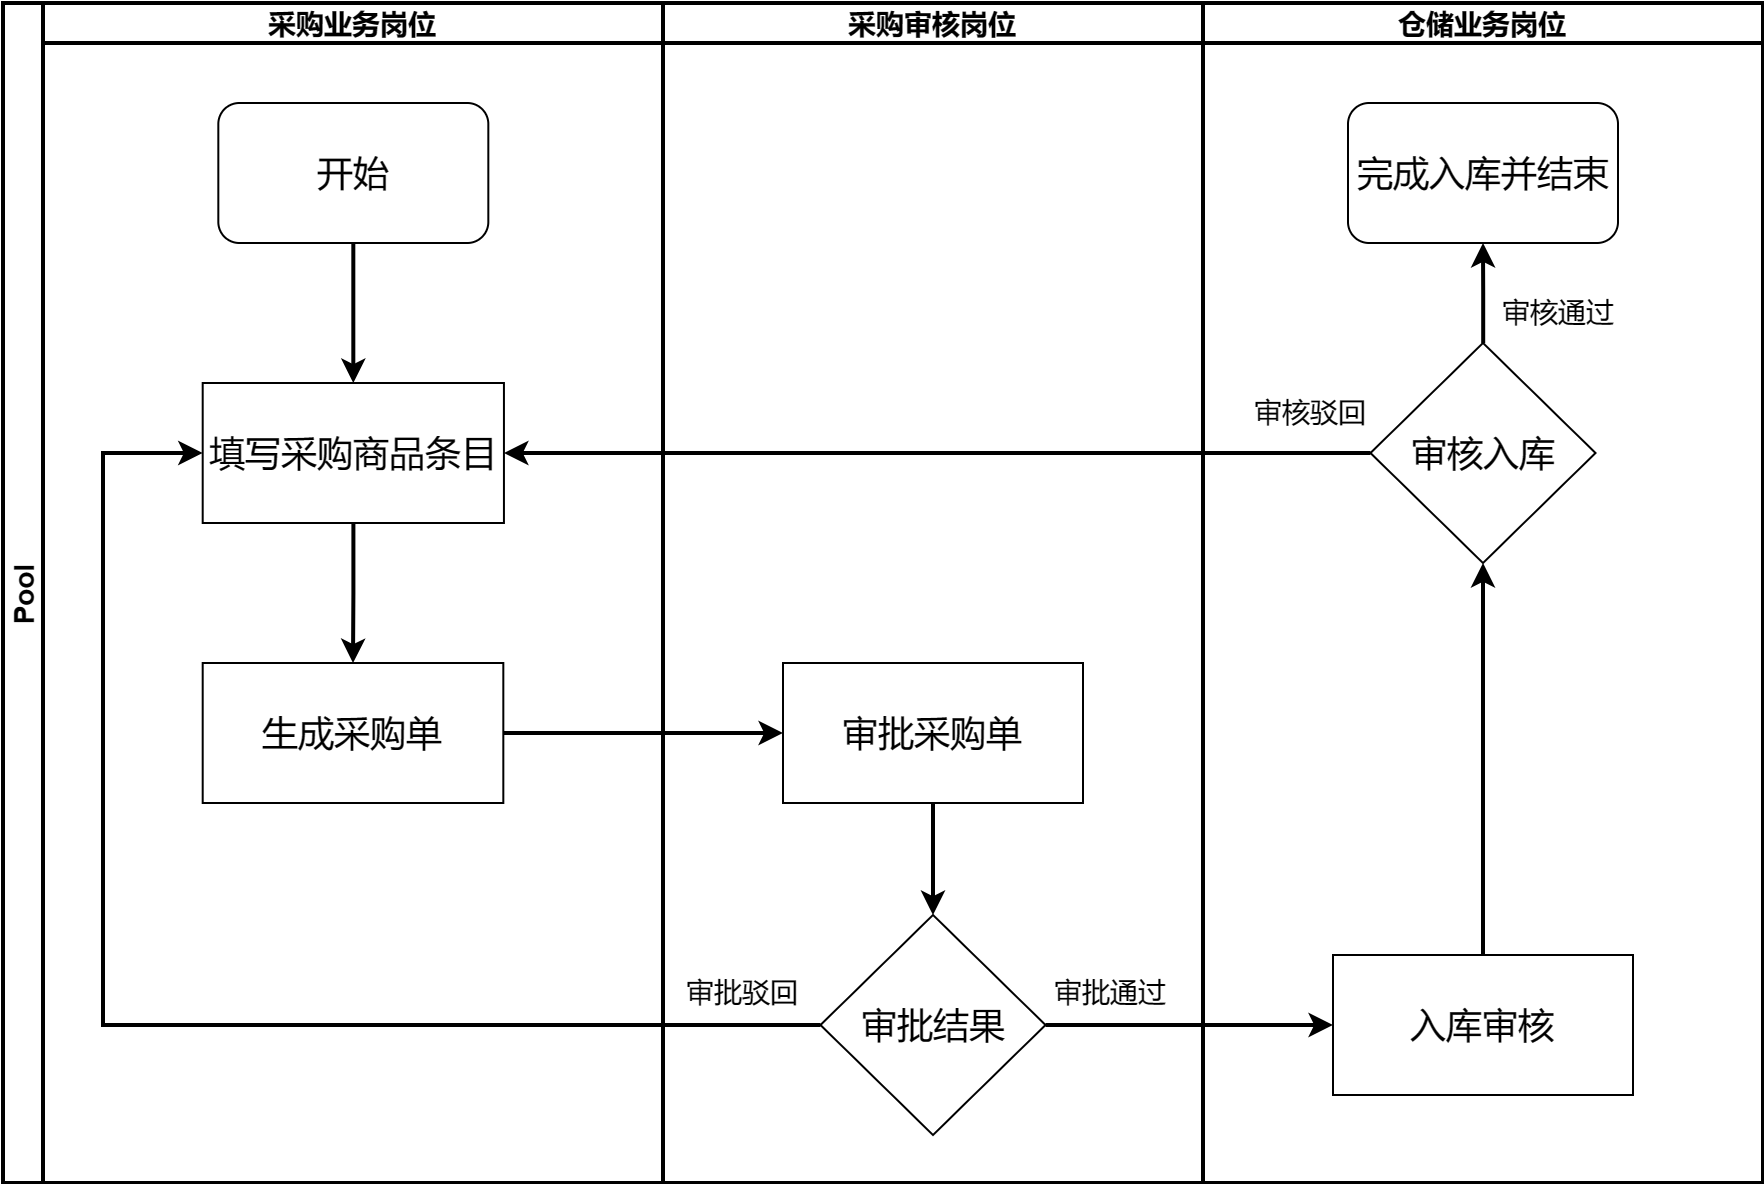 采购业务岗位
采购审核岗位
仓储业务岗位
开始
完成入库并结束
审核通过
审核驳回
填写采购商品条目
审核入库
Pool
生成采购单
审批采购单
审批驳回
审批通过
审批结果
入库审核